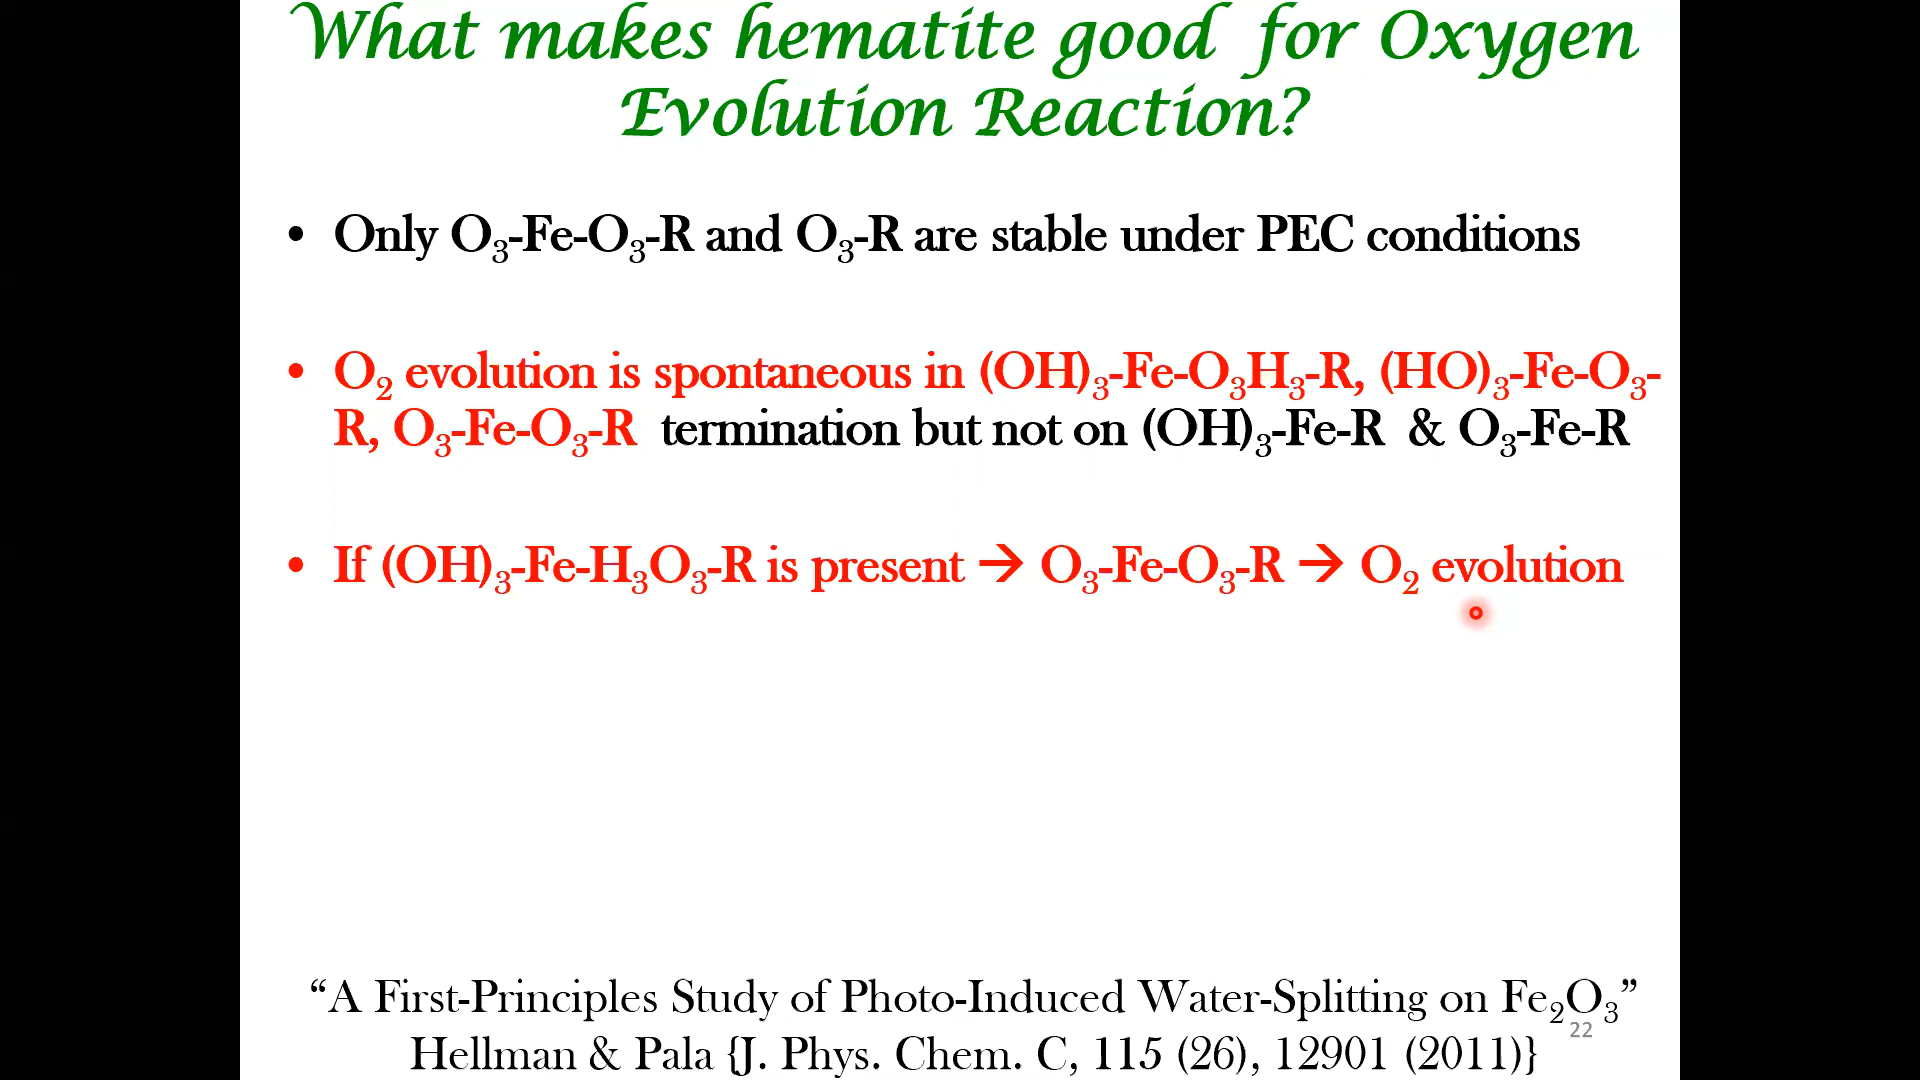 What makes hematite good for Oxygen
Evolution Reaction?
• Only O₃-Fe-O₃-R and O₃-R are stable under PEC conditions
• O₂ evolution is spontaneous in (OH)₃-Fe-O₃H₃-R, (HO)₃-Fe-O₃-
R, O₃-Fe-O₃-R termination but not on (OH)₃-Fe-R & O₃-Fe-R
• If (OH)₃-Fe-H₃O₃-R is present → O₃-Fe-O₃-R → O₂ evolution
“A First-Principles Study of Photo-Induced Water-Splitting on Fe₂O₃”
22
Hellman & Pala {J. Phys. Chem. C, 115 (26), 12901 (2011)}